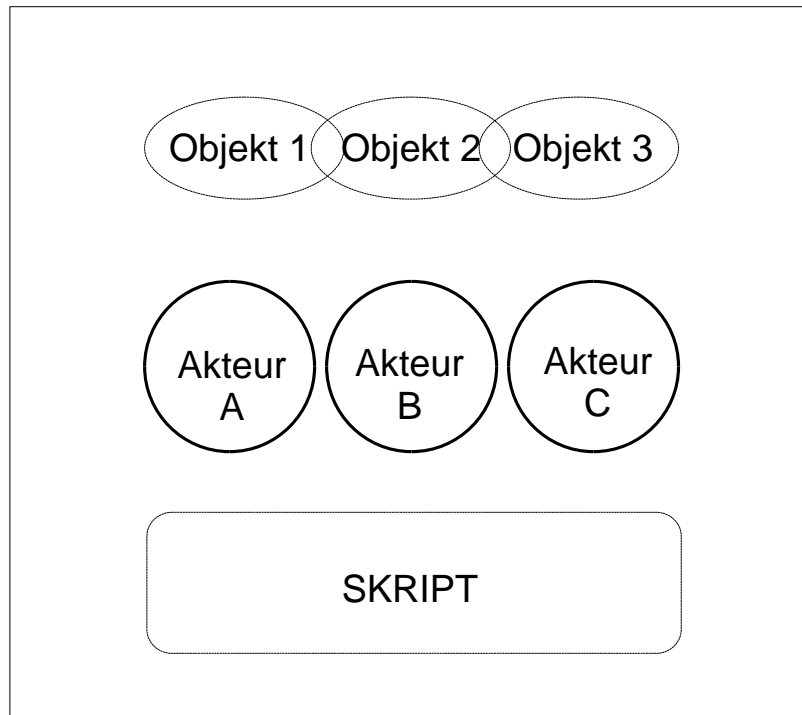 Objekt 1 Objekt 2 Objekt 3
Akteur A
Akteur B
Akteur C
SKRIPT